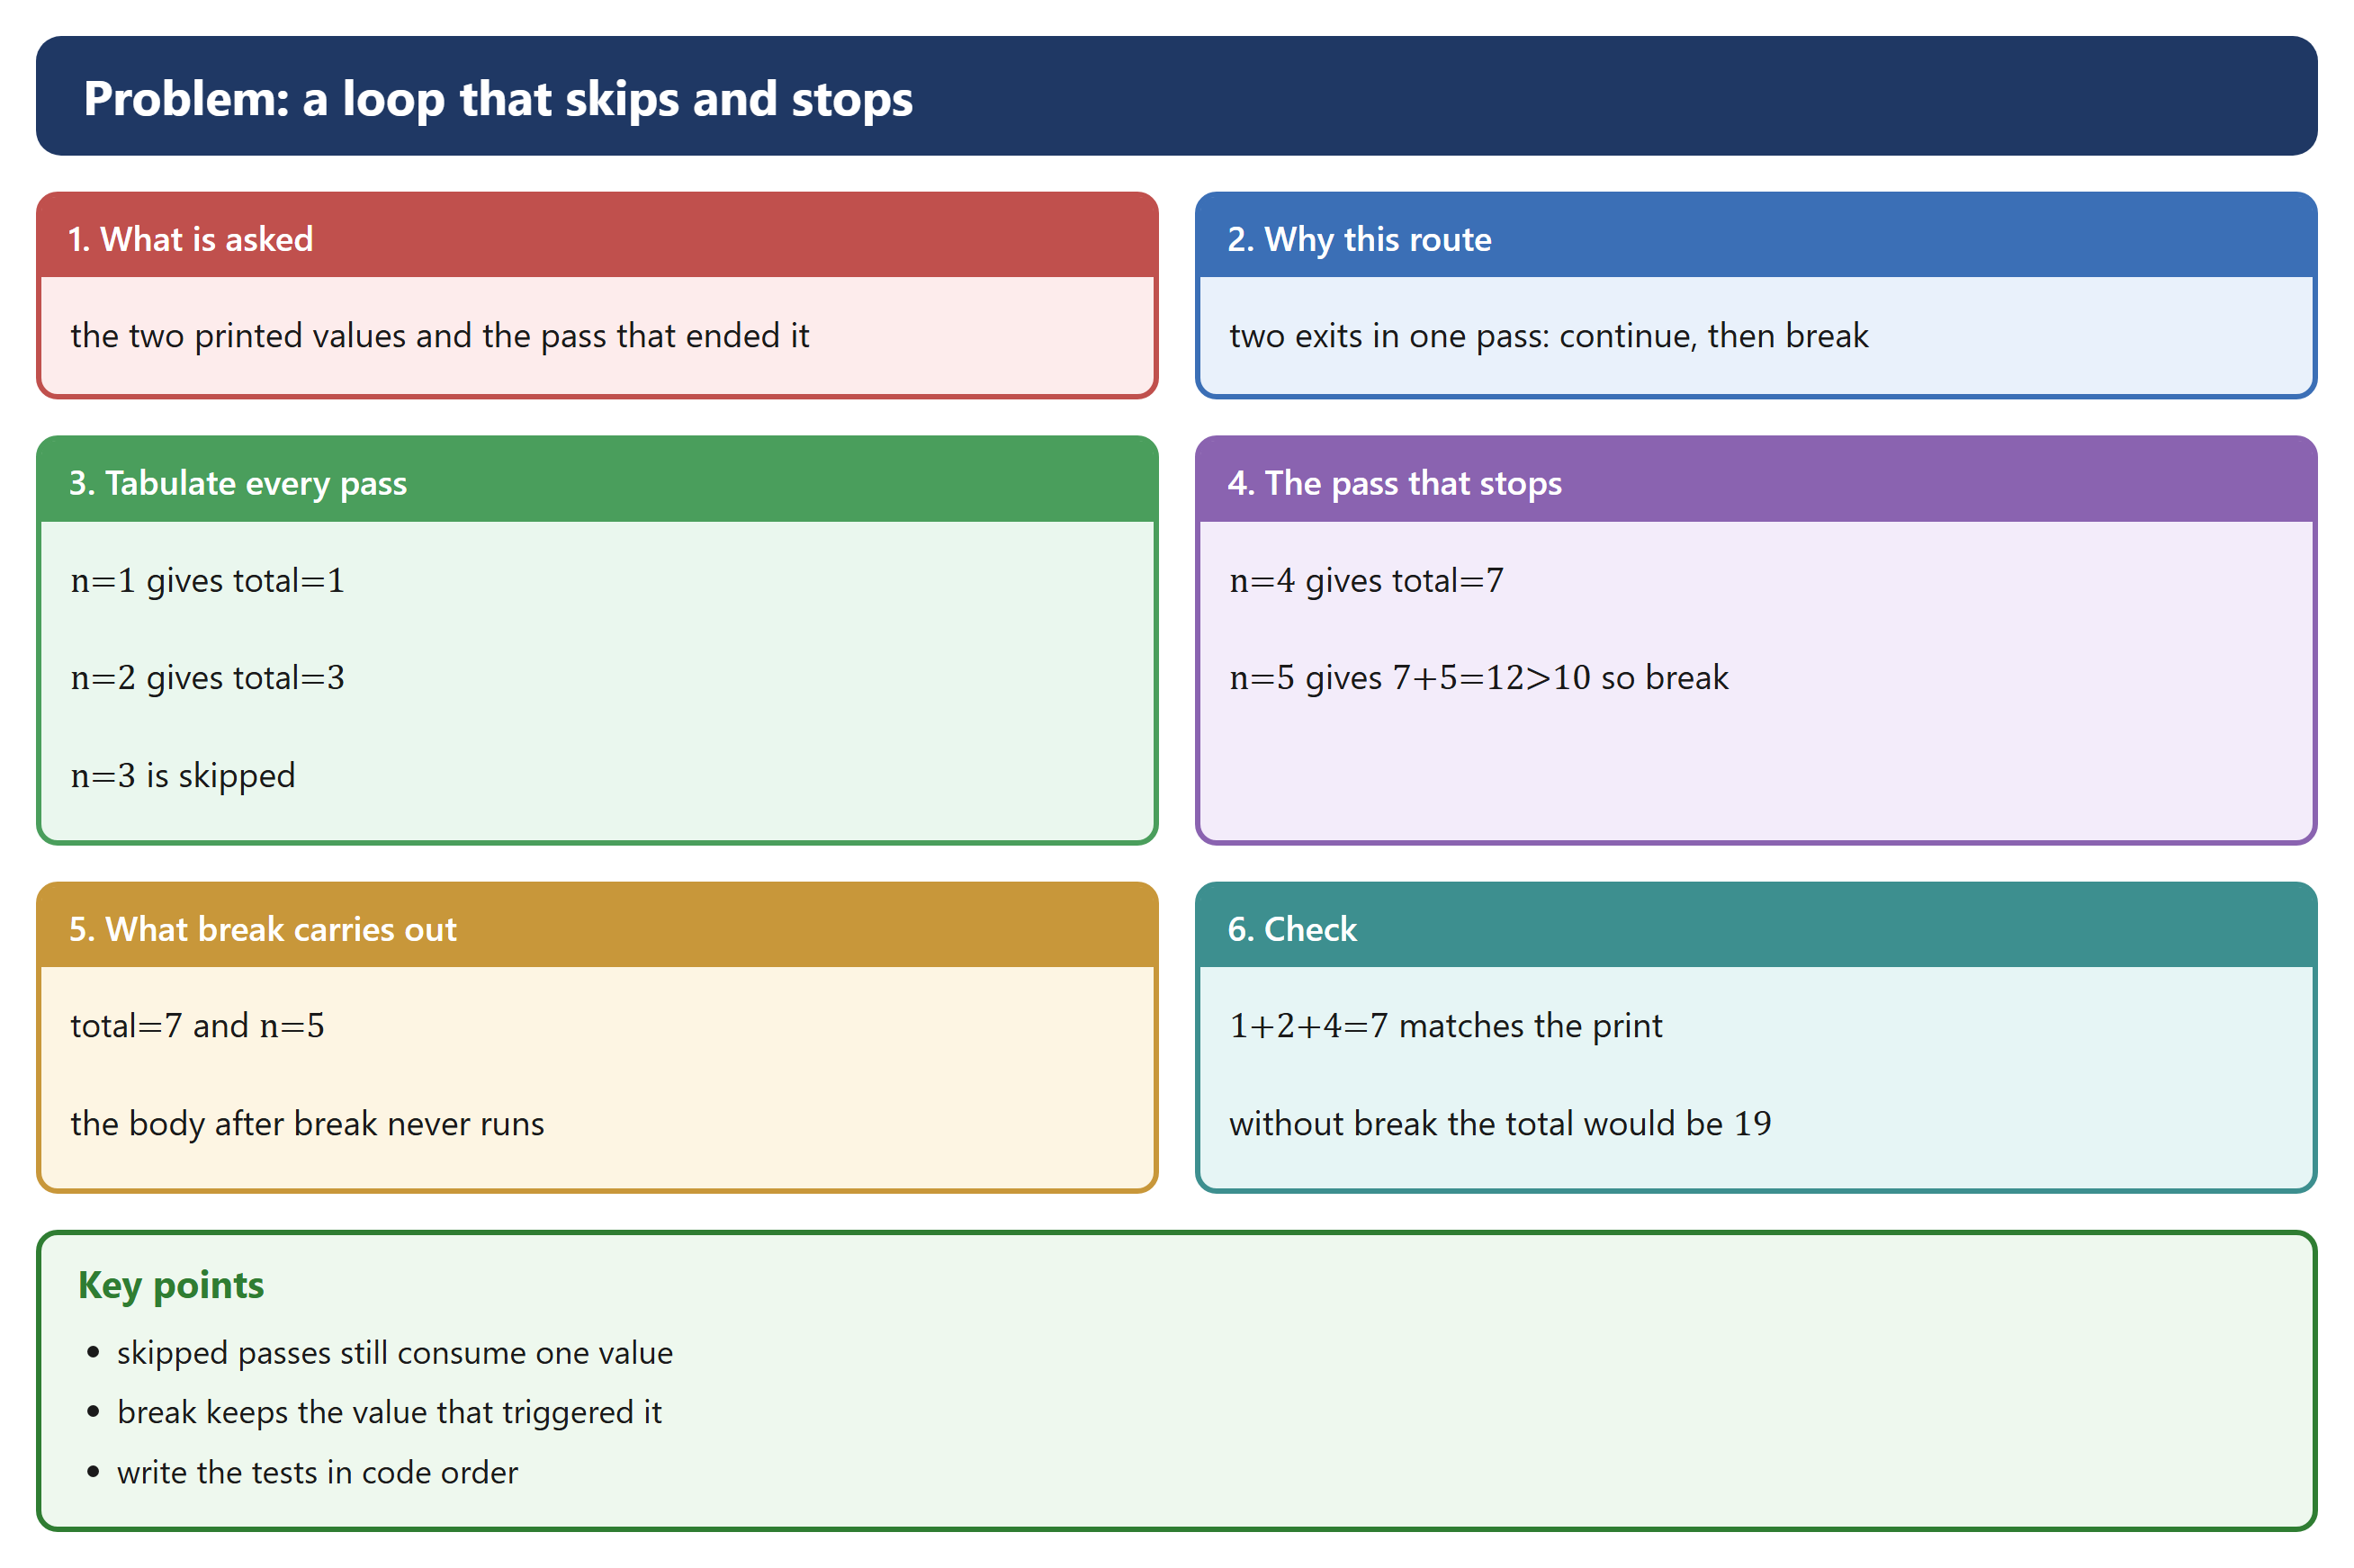 Problem: a loop that skips and stops
1. What is asked
the two printed values and the pass that ended it
2. Why this route
two exits in one pass: continue, then break
3. Tabulate every pass
n=1 gives total=1
n=2 gives total=3
n=3 is skipped
4. The pass that stops
n=4 gives total=7
n=5 gives 7+5=12>10 so break
5. What break carries out
total=7 and n=5
the body after break never runs
6. Check
1+2+4=7 matches the print
without break the total would be 19
Key points
• skipped passes still consume one value
• break keeps the value that triggered it
• write the tests in code order